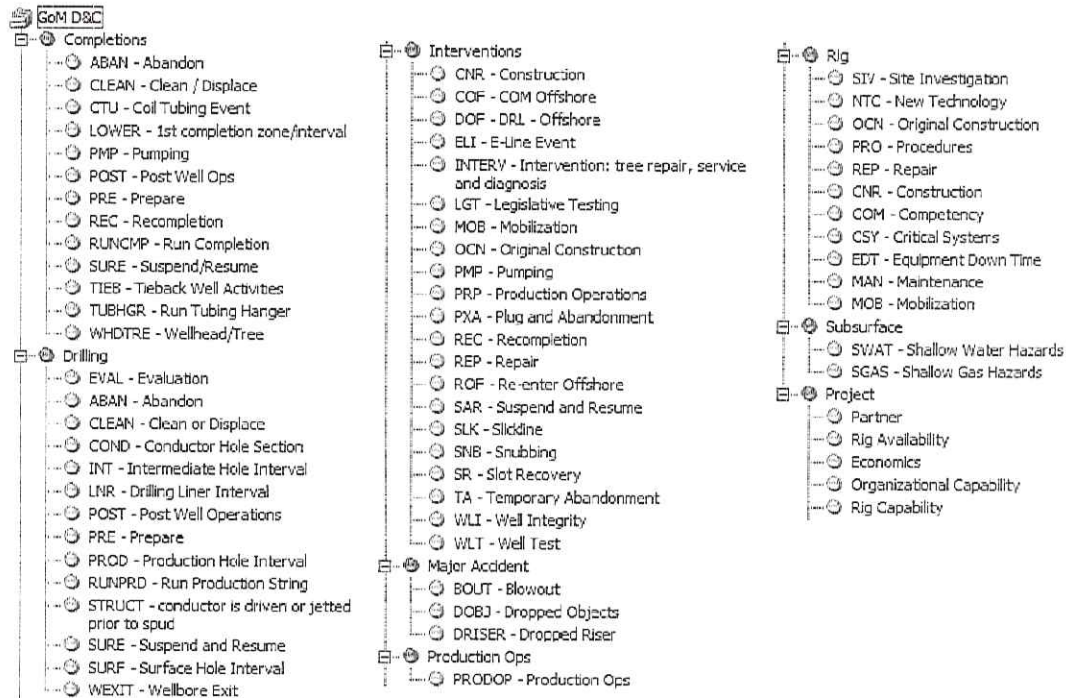 GoM D&C
Completions
ABAN - Abandon
CLEAN - Clean / Displace
CTU - Coil Tubing Event
LOWER - 1st completion zone/interval
PMP - Pumping
POST - Post Well Ops
PRE - Prepare
REC - Recompletion
RUNCMP - Run Completion
SURE - Suspend/Resume
TIEB - Tieback Well Activities
TUBHGR - Run Tubing Hanger
WHDTRE - Wellhead/Tree
Drilling
EVAL - Evaluation
ABAN - Abandon
CLEAN - Clean or Displace
COND - Conductor Hole Section
INT - Intermediate Hole Interval
LNR - Drilling Liner Interval
POST - Post Well Operations
PRE - Prepare
PROD - Production Hole Interval
RUNPRD - Run Production String
STRUCT - conductor is driven or jetted
prior to spud
SURE - Suspend and Resume
SURF - Surface Hole Interval
WEXIT - Wellbore Exit
Interventions
CNR - Construction
COF - COM Offshore
DOF - DRL - Offshore
ELI - E-Line Event
INTERV - Intervention: tree repair, service
and diagnosis
LGT - Legislative Testing
MOB - Mobilization
OCN - Original Construction
PMP - Pumping
PRP - Production Operations
PXA - Plug and Abandonment
REC - Recompletion
REP - Repair
ROF - Re-enter Offshore
SAR - Suspend and Resume
SLK - Slickline
SNB - Snubbing
SR - Slot Recovery
TA - Temporary Abandonment
WLI - Well Integrity
WLT - Well Test
Major Accident
BOUT - Blowout
DOBJ - Dropped Objects
DRISER - Dropped Riser
Production Ops
PRODOP - Production Ops
Rig
SIV - Site Investigation
NTC - New Technology
OCN - Original Construction
PRO - Procedures
REP - Repair
CNR - Construction
COM - Competency
CSY - Critical Systems
EDT - Equipment Down Time
MAN - Maintenance
MOB - Mobilization
Subsurface
SWAT - Shallow Water Hazards
SGAS - Shallow Gas Hazards
Project
Partner
Rig Availability
Economics
Organizational Capability
Rig Capability